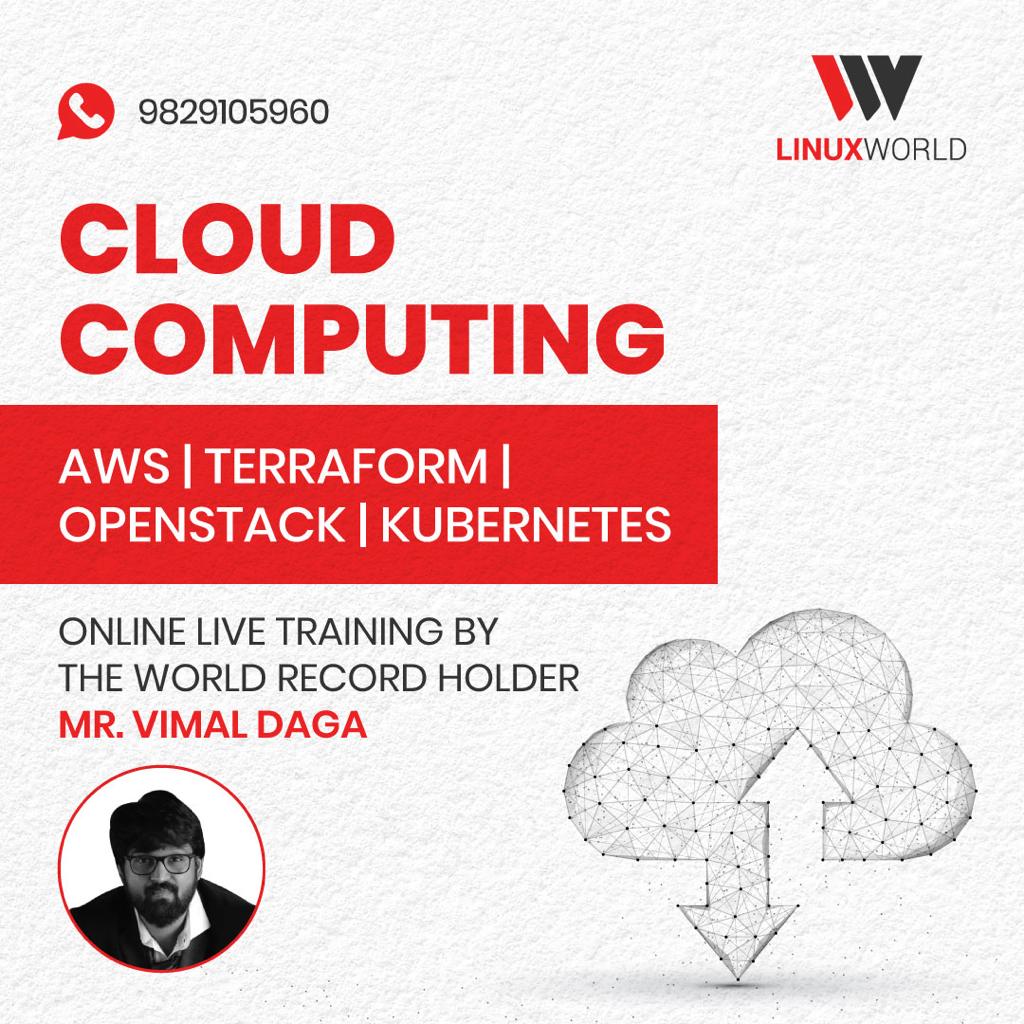 9829105960
LINUXWORLD
CLOUD
COMPUTING
AWS | TERRAFORM |
OPENSTACK | KUBERNETES
ONLINE LIVE TRAINING BY
THE WORLD RECORD HOLDER
MR. VIMAL DAGA